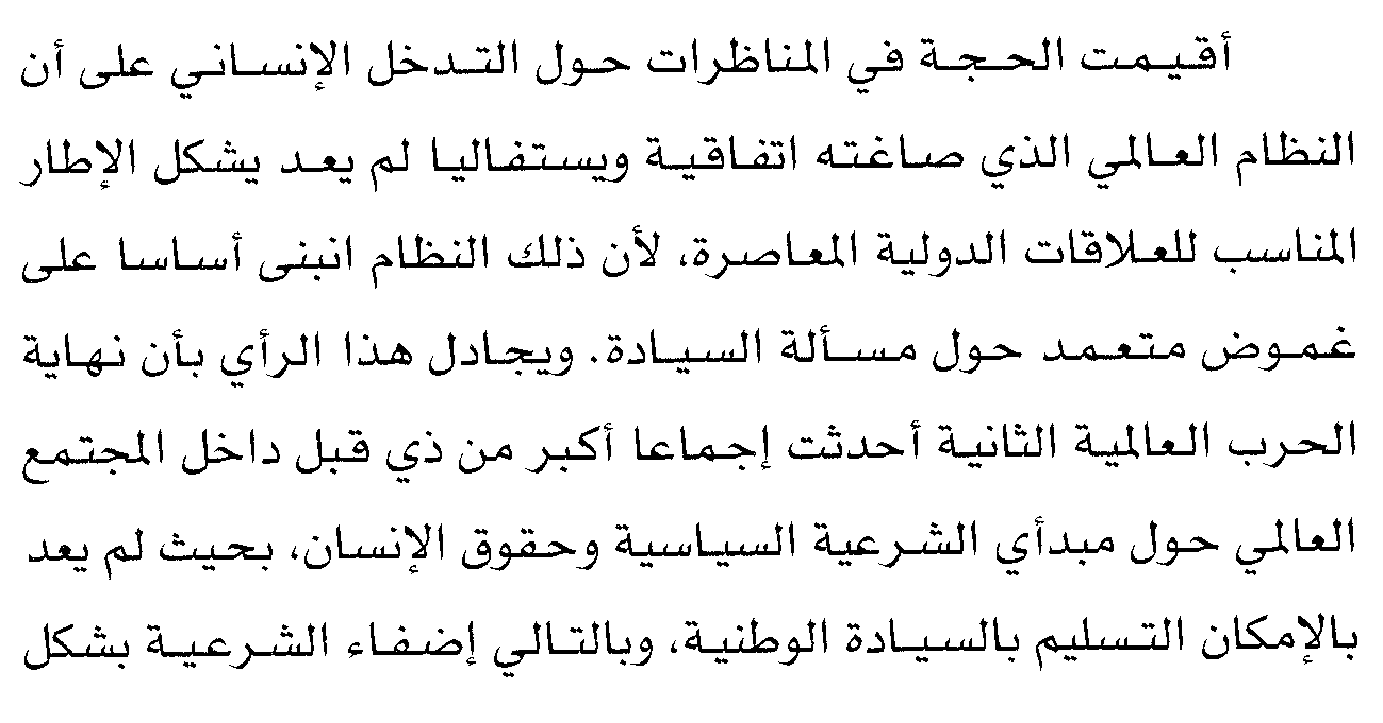 أقيمت الحجة في المناظرات حول التدخل الإنساني على أن
النظام العالمي الذي صاغته اتفاقية ويستفاليا لم يعد يشكل الإطار
المناسب للعلاقات الدولية المعاصرة، لأن ذلك النظام انبنى أساسا على
غموض متعمد حول مسألة السيادة. ويجادل هذا الرأي بأن نهاية
الحرب العالمية الثانية أحدثت إجماعا أكبر من ذي قبل داخل المجتمع
العالمي حول مبدأي الشرعية السياسية وحقوق الإنسان، بحيث لم يعد
بالإمكان التسليم بالسيادة الوطنية، وبالتالي إضفاء الشرعية بشكل